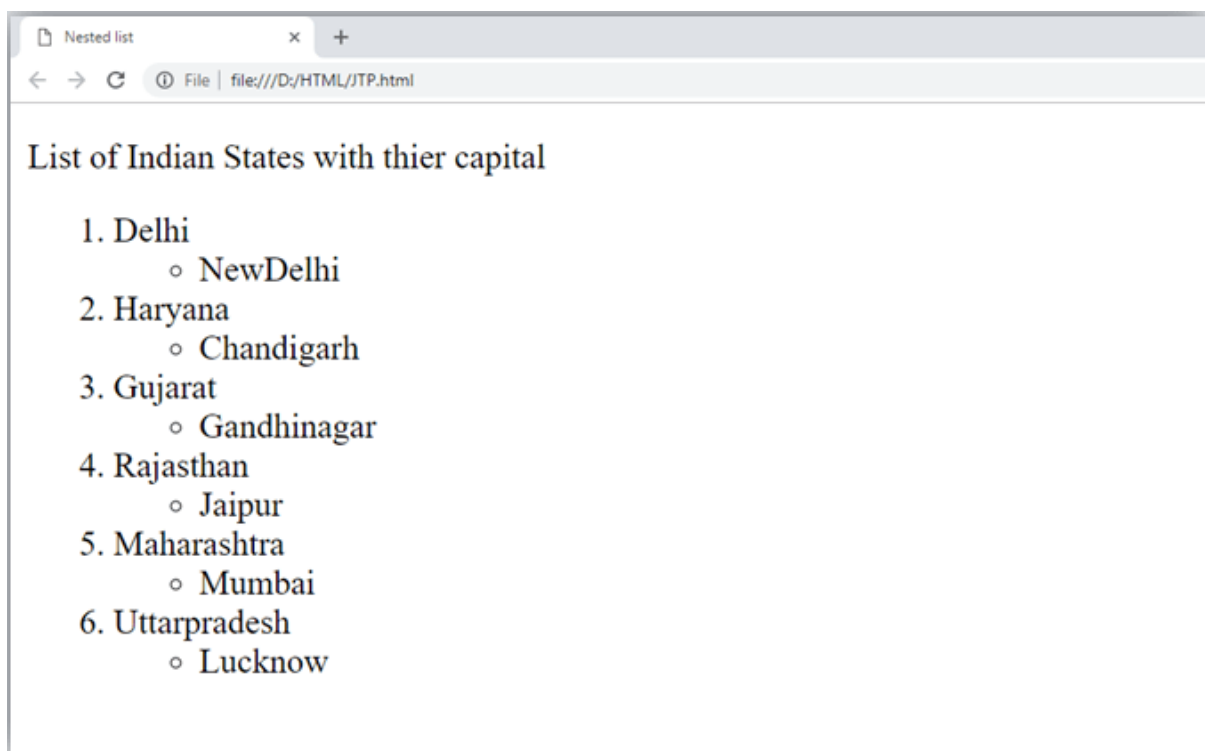 Nested list
File | file:///D:/HTML/JTP.html
List of Indian States with thier capital
1. Delhi
◦ NewDelhi
2. Haryana
◦ Chandigarh
3. Gujarat
◦ Gandhinagar
4. Rajasthan
◦ Jaipur
5. Maharashtra
◦ Mumbai
6. Uttarpradesh
◦ Lucknow